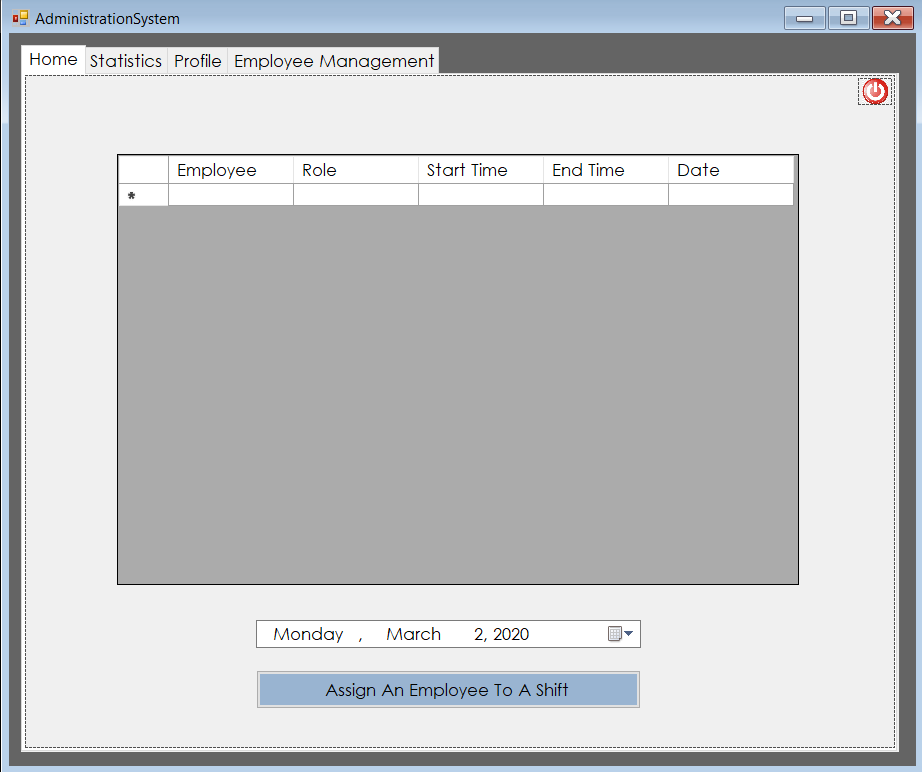 AdministrationSystem
Home Statistics Profile Employee Management
Employee Role Start Time End Time Date
*
Monday , March 2, 2020
Assign An Employee To A Shift